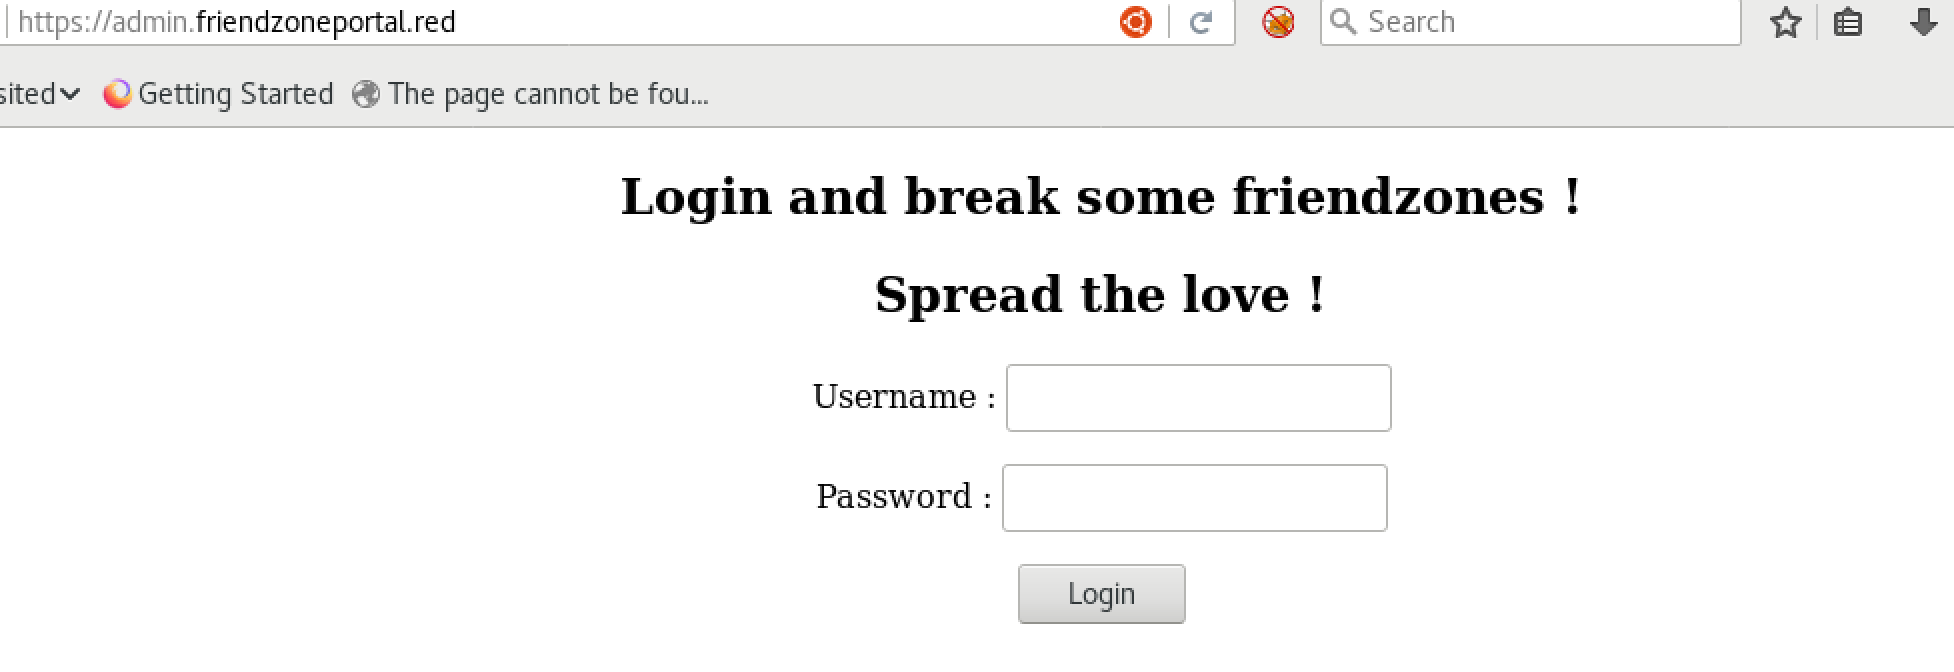 https://admin.friendzoneportal.red
Search
sited
Getting Started
The page cannot be fou...
Login and break some friendzones !
Spread the love !
Username :
Password :
Login